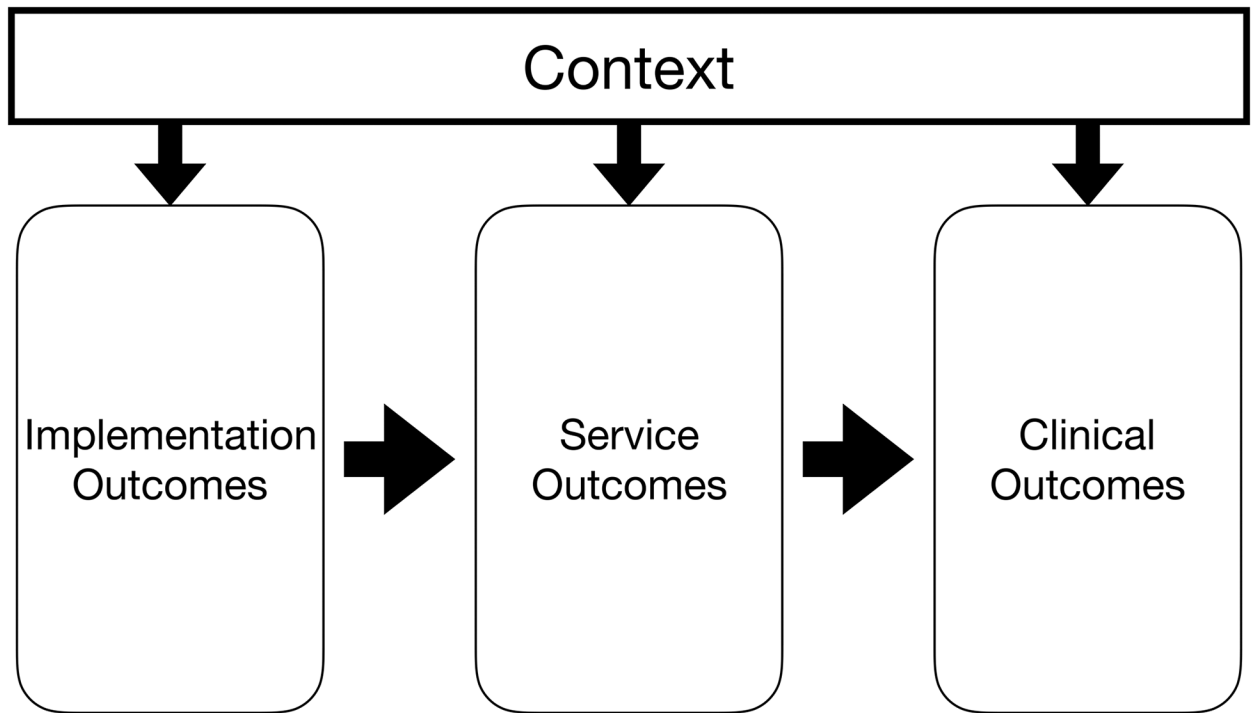 Context
Implementation
Outcomes
Service
Outcomes
Clinical
Outcomes